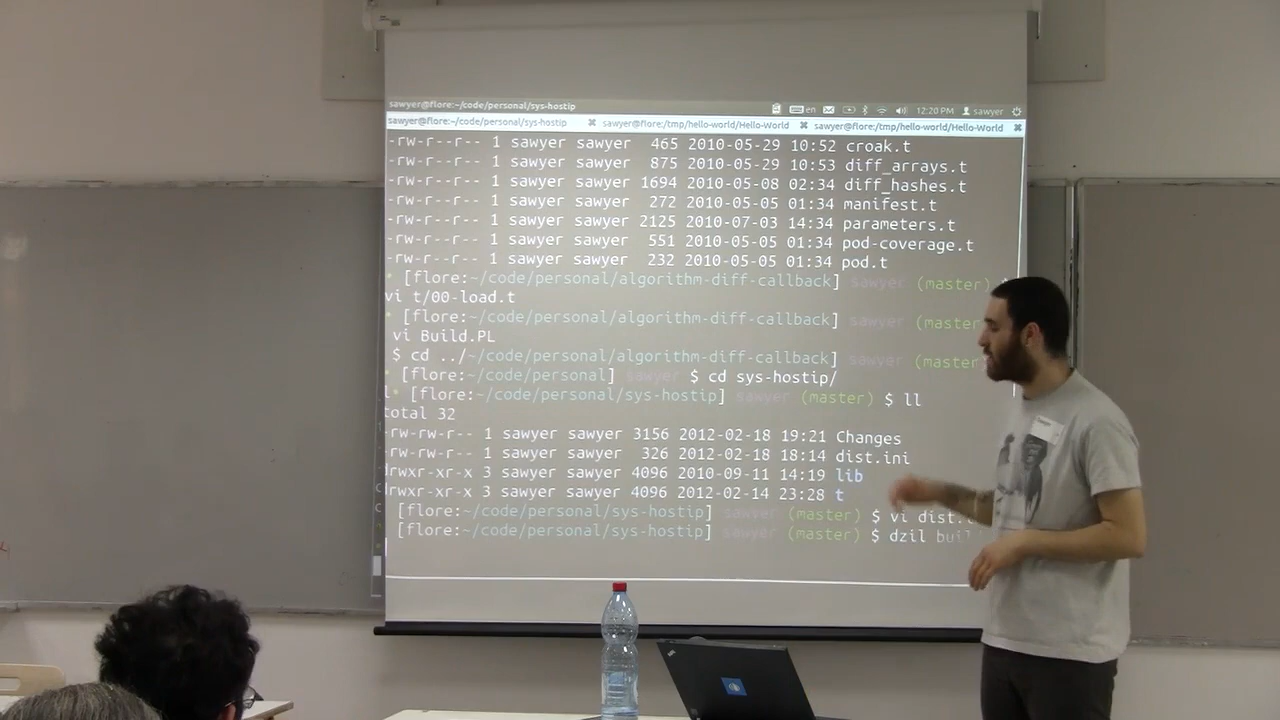 sawyer@flore:~/code/personal/sys-hostip en 12:20 PM sawyer
sawyer@flore:~/code/personal/sys-hostip sawyer@flore:/tmp/hello-world/Hello-World sawyer@flore:/tmp/hello-world/Hello-World
-rw-r--r-- 1 sawyer sawyer 465 2010-05-29 10:52 croak.t
-rw-r--r-- 1 sawyer sawyer 875 2010-05-29 10:53 diff_arrays.t
-rw-r--r-- 1 sawyer sawyer 1694 2010-05-08 02:34 diff_hashes.t
-rw-r--r-- 1 sawyer sawyer 272 2010-05-05 01:34 manifest.t
-rw-r--r-- 1 sawyer sawyer 2125 2010-07-03 14:34 parameters.t
-rw-r--r-- 1 sawyer sawyer 551 2010-05-05 01:34 pod-coverage.t
-rw-r--r-- 1 sawyer sawyer 232 2010-05-05 01:34 pod.t
[flore:~/code/personal/algorithm-diff-callback] sawyer (master)
vi t/00-load.t
[flore:~/code/personal/algorithm-diff-callback] sawyer (master
vi Build.PL
$ cd ../~/code/personal/algorithm-diff-callback] sawyer (master
[flore:~/code/personal] sawyer $ cd sys-hostip/
[flore:~/code/personal/sys-hostip] sawyer (master) $ ll
total 32
-rw-rw-r-- 1 sawyer sawyer 3156 2012-02-18 19:21 Changes
-rw-rw-r-- 1 sawyer sawyer 326 2012-02-18 18:14 dist.ini
drwxr-xr-x 3 sawyer sawyer 4096 2010-09-11 14:19 lib
drwxr-xr-x 3 sawyer sawyer 4096 2012-02-14 23:28 t
[flore:~/code/personal/sys-hostip] sawyer (master) $ vi dist.
[flore:~/code/personal/sys-hostip] sawyer (master) $ dzil buil